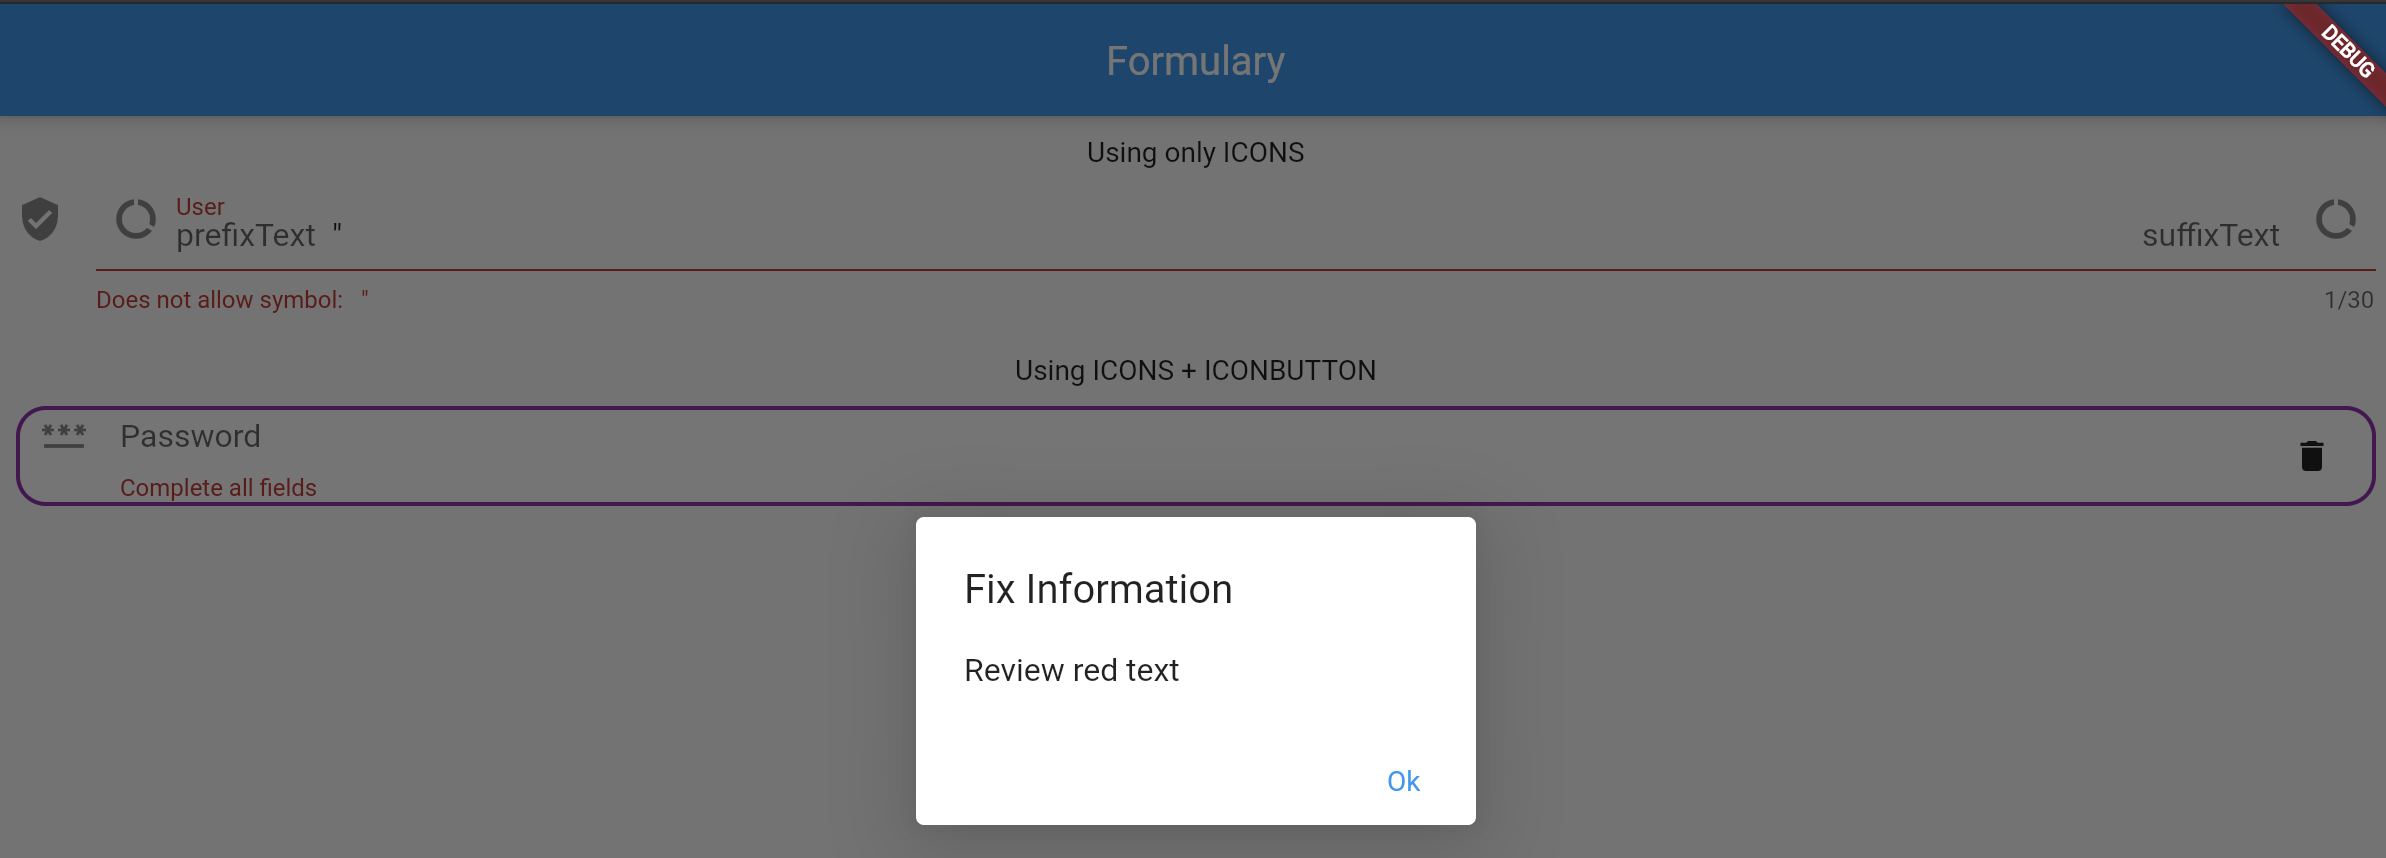 Formulary
DEBUG
Using only ICONS
User
prefixText "
suffixText
Does not allow symbol: "
1/30
Using ICONS + ICONBUTTON
***
Password
Complete all fields
Fix Information
Review red text
Ok